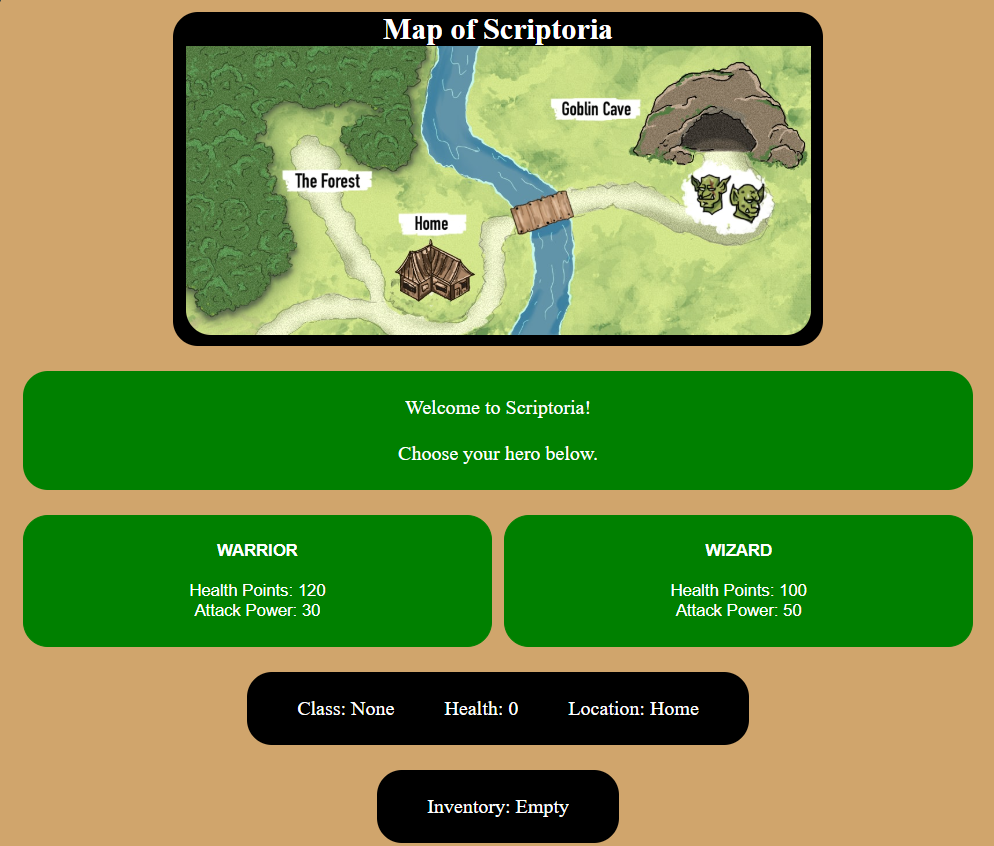 Map of Scriptoria
Goblin Cave
The Forest
Home
Welcome to Scriptoria!
Choose your hero below.
WARRIOR
Health Points: 120
Attack Power: 30
WIZARD
Health Points: 100
Attack Power: 50
Class: None Health: 0 Location: Home
Inventory: Empty